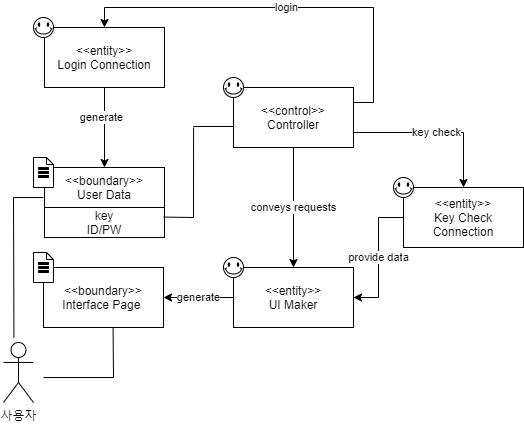 login
<<entity>>
Login Connection
generate
<<control>>
Controller
key check
<<boundary>>
User Data
key
ID/PW
conveys requests
<<entity>>
Key Check
Connection
provide data
<<boundary>>
Interface Page
generate
<<entity>>
UI Maker
사용자